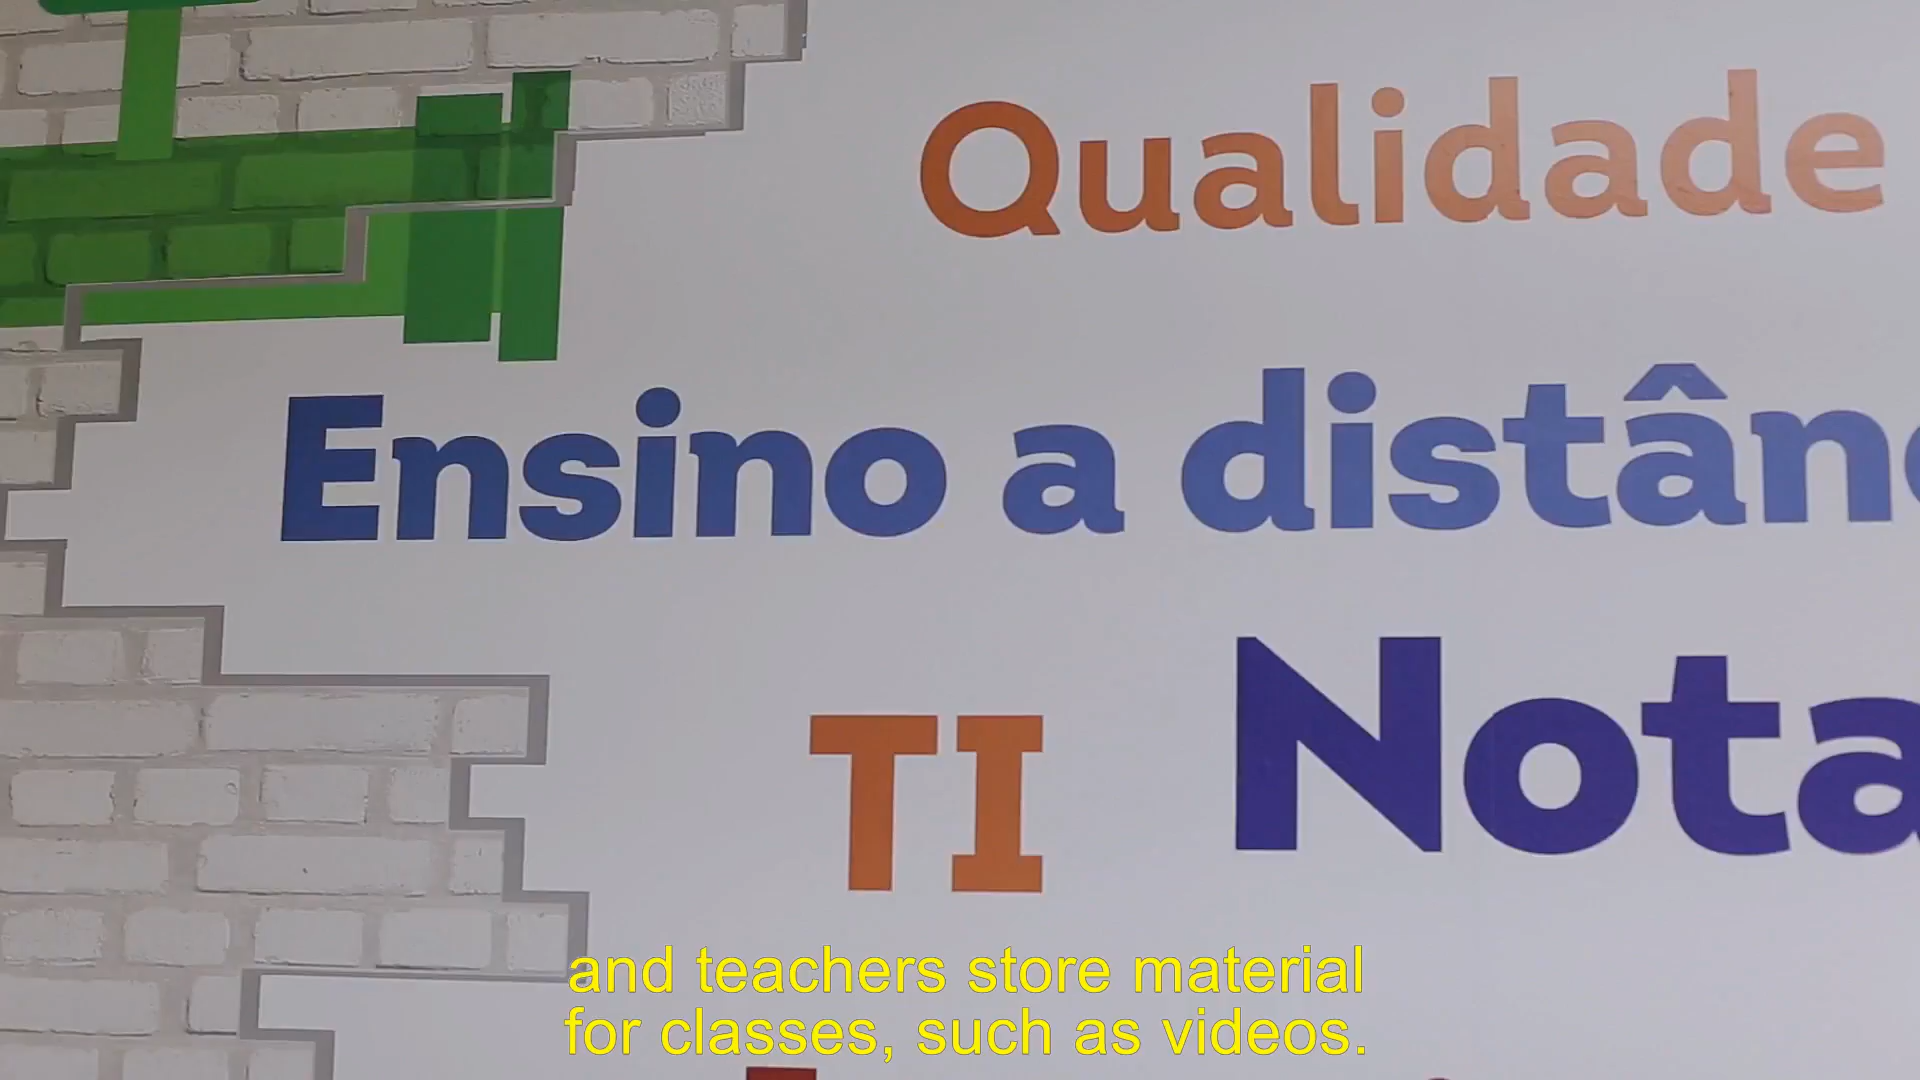 Qualidade
Ensino a distân
TI
Nota
and teachers store material
for classes, such as videos.